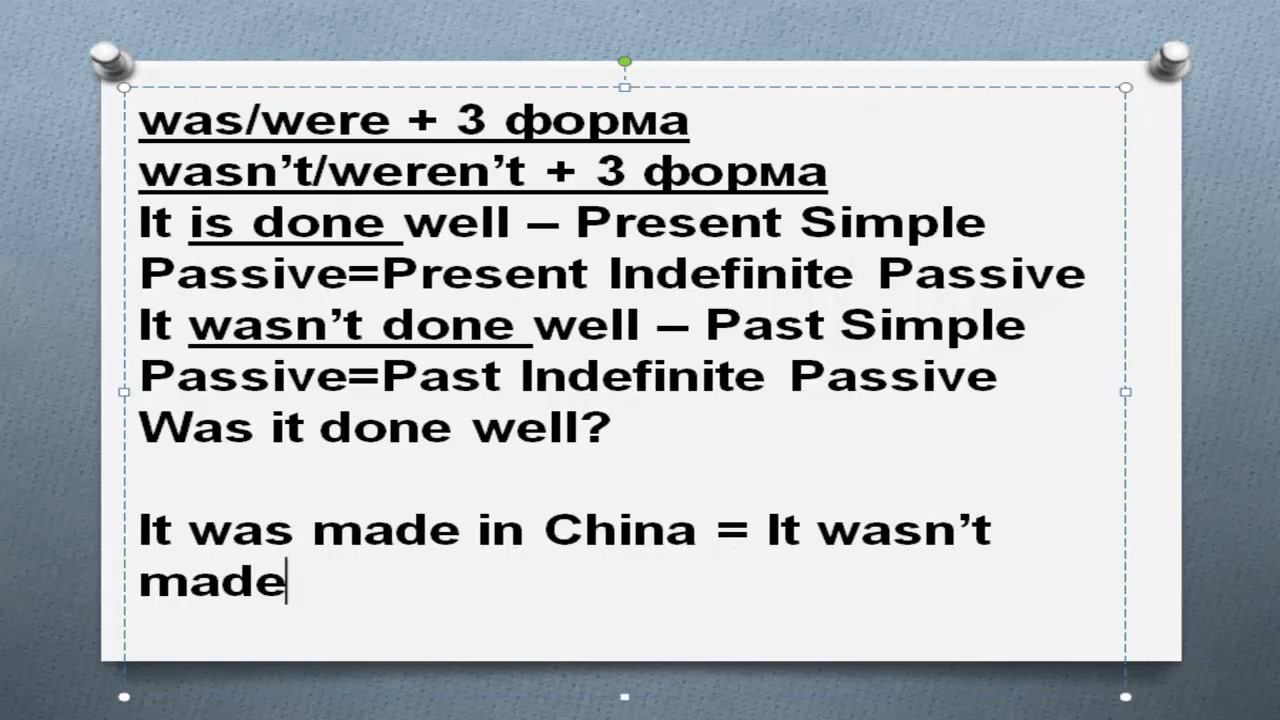 was/were + 3 форма
wasn’t/weren’t + 3 форма
It is done well – Present Simple
Passive=Present Indefinite Passive
It wasn’t done well – Past Simple
Passive=Past Indefinite Passive
Was it done well?
It was made in China = It wasn’t
made